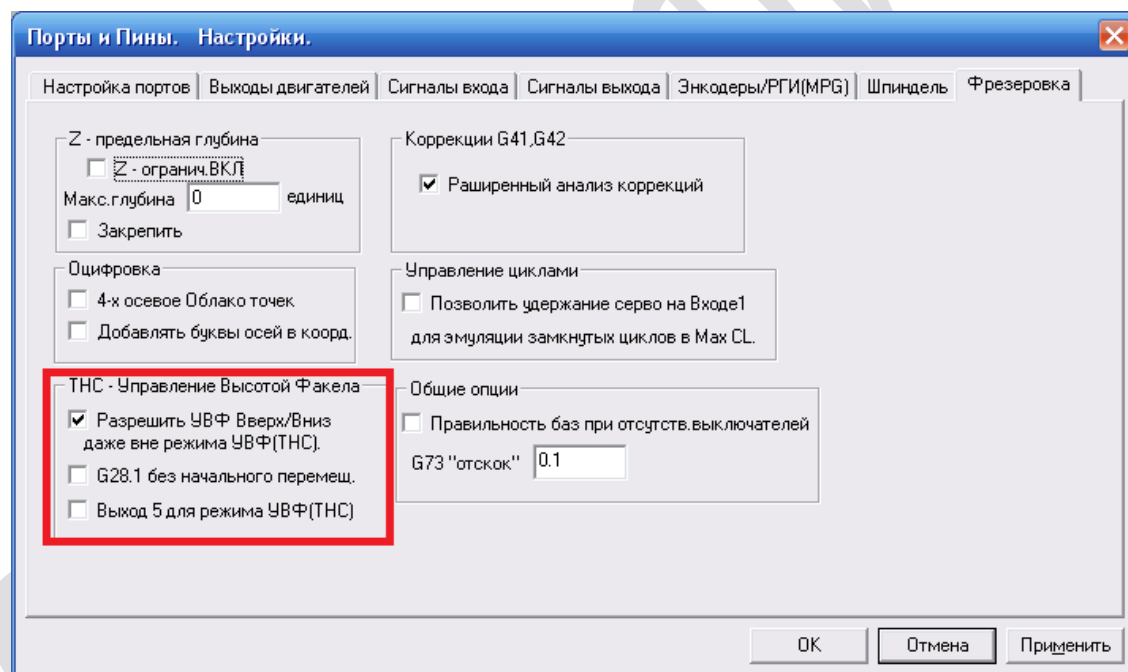 Порты и Пины. Настройки.
Настройка портов
Выходы двигателей
Сигналы входа
Сигналы выхода
Энкодеры/РГИ(MPG)
Шпиндель
Фрезеровка
Z - предельная глубина
Z - огранич.ВКЛ
Макс.глубина 0 единиц
Закрепить
Коррекции G41,G42
Раширенный анализ коррекций
Оцифровка
4-х осевое Облако точек
Добавлять буквы осей в коорд.
Управление циклами
Позволить удержание серво на Входе1
для эмуляции замкнутых циклов в Max CL.
THC - Управление Высотой Факела
Разрешить УВФ Вверх/Вниз
даже вне режима УВФ(THC).
G28.1 без начального перемещ.
Выход 5 для режима УВФ(THC)
Общие опции
Правильность баз при отсутств.выключателей
G73 "отскок" 0.1
OK
Отмена
Применить